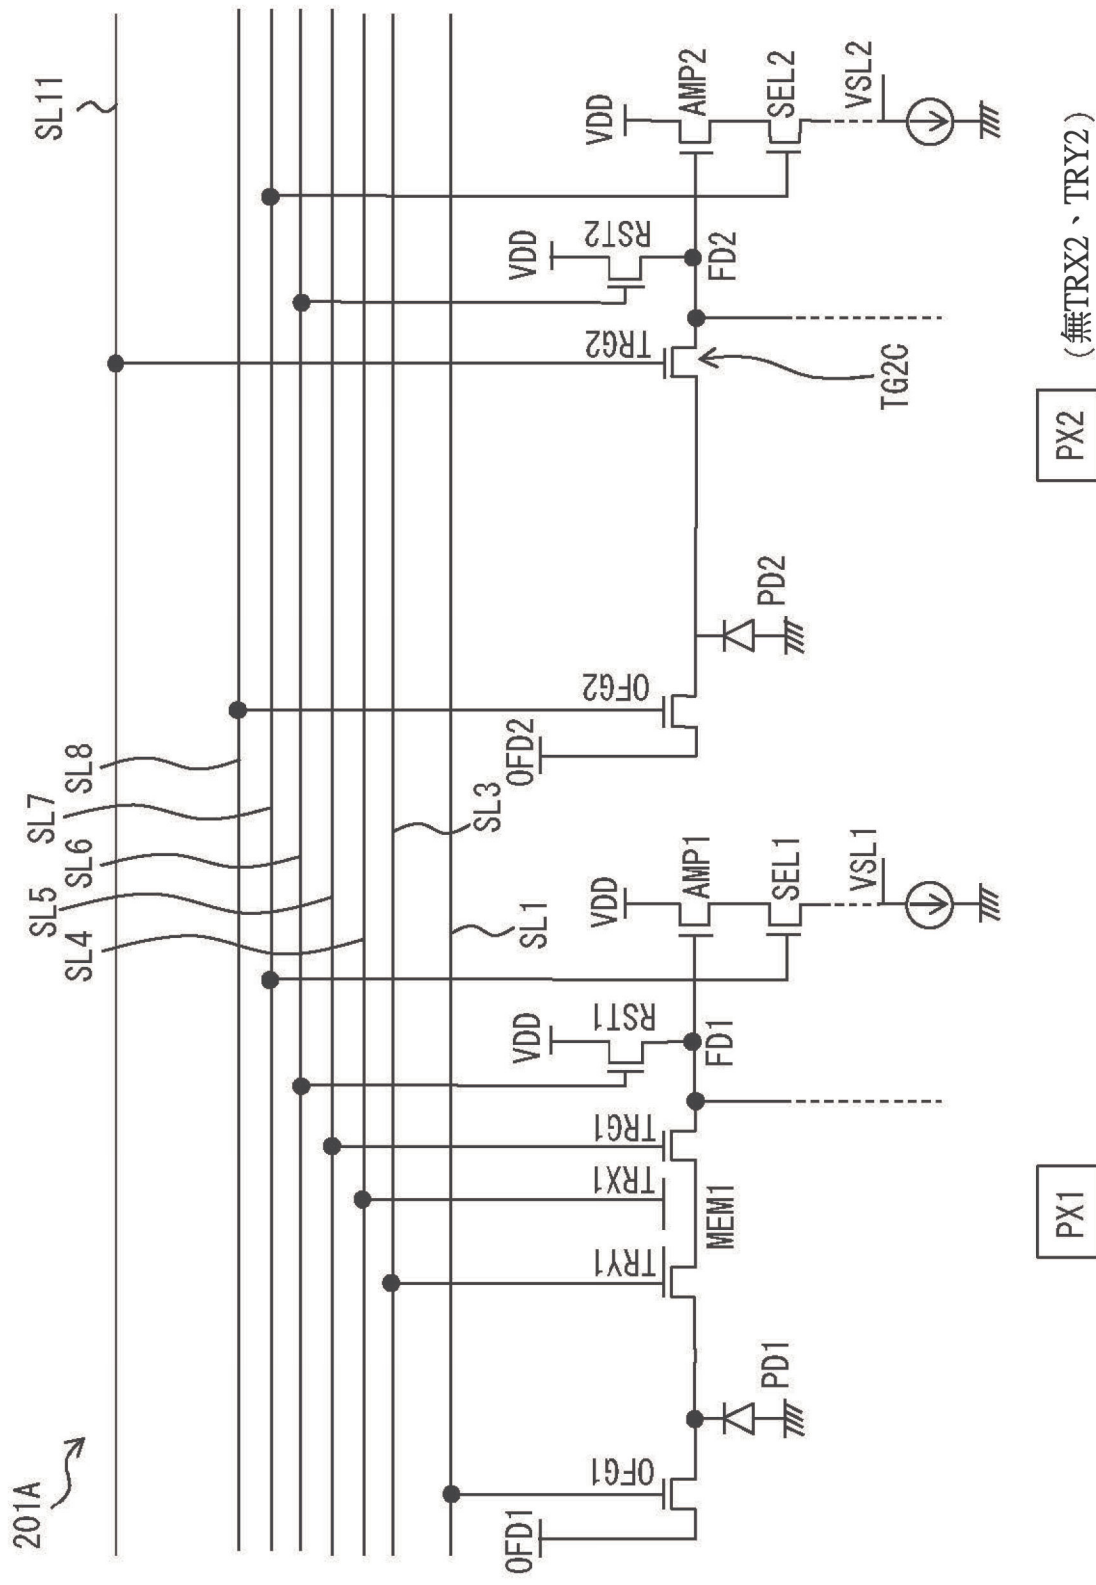 201A
SL11
SL8
SL7
SL6
SL5
SL4
SL3
SL1
OFD1
OFG1
PD1
TRY1
TRX1
MEM1
TRG1
FD1
VDD
RST1
VDD
AMP1
SEL1
VSL1
OFD2
OFG2
PD2
TRG2
TG2C
FD2
VDD
RST2
VDD
AMP2
SEL2
VSL2
PX1
PX2
（無TRX2、TRY2）